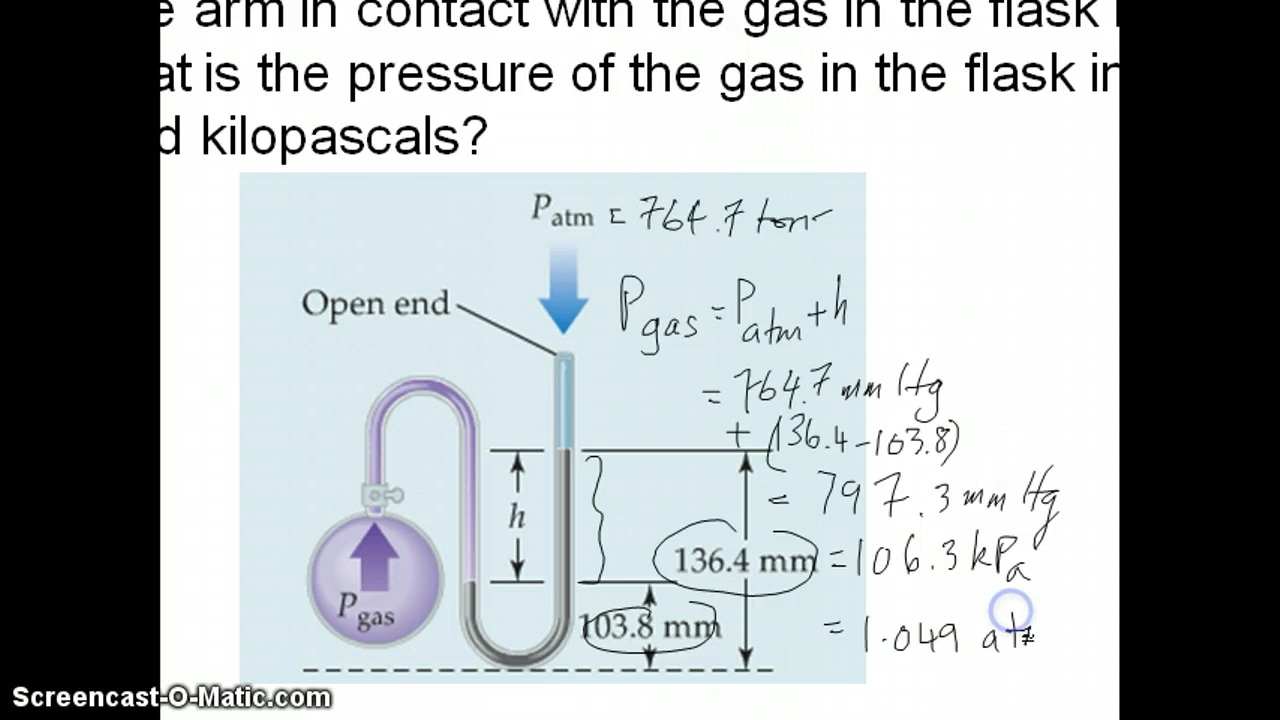 e arm in contact with the gas in the flask
at is the pressure of the gas in the flask in
d kilopascals?
Patm = 764.7 torr
Open end
Pgas = Patm + h
= 764.7 mm Hg
+ (136.4 - 103.8)
= 797.3 mm Hg
h
136.4 mm = 106.3 kPa
Pgas
103.8 mm
= 1.049
Screencast-O-Matic.com